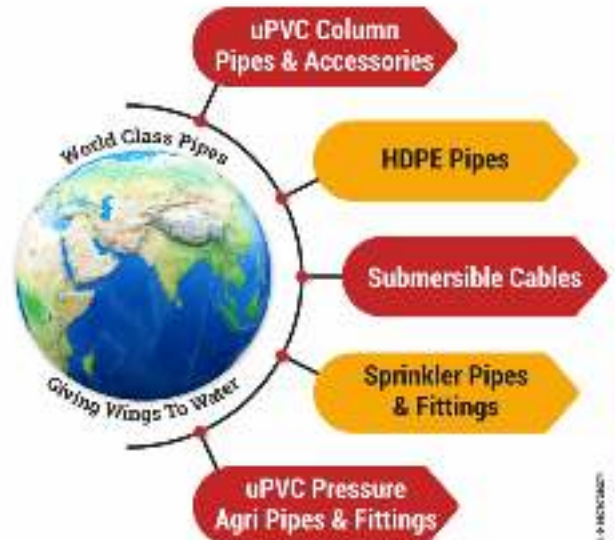 uPVC Column
Pipes & Accessories
World Class Pipes
HDPE Pipes
Submersible Cables
Giving Wings To Water
Sprinkler Pipes
& Fittings
uPVC Pressure
Agri Pipes & Fittings